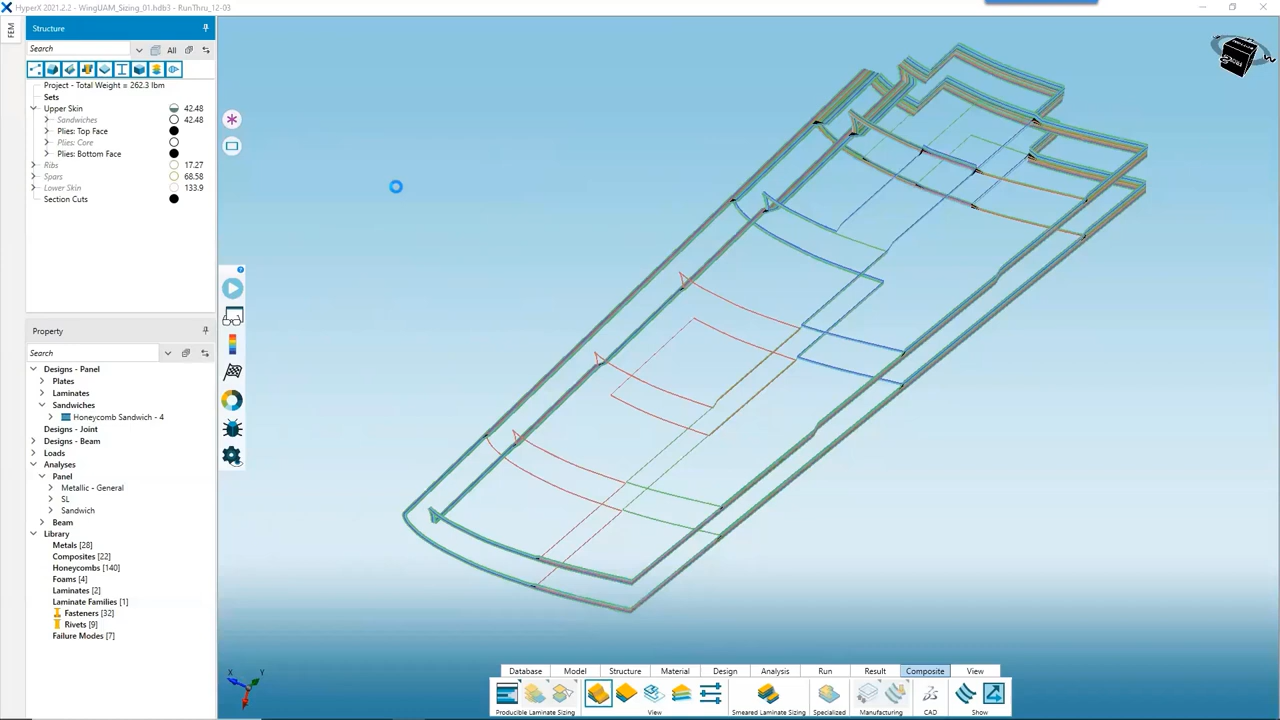 HyperX 2021.2.2 - WingUAM_Sizing_01.hdb3 - RunThru_12-03
FEM
Structure
Search
All
Project - Total Weight = 262.3 lbm
Sets
Upper Skin 42.48
Sandwiches 42.48
Plies: Top Face
Plies: Core
Plies: Bottom Face
Ribs 17.27
Spars 68.58
Lower Skin 133.9
Section Cuts
Property
Search
Designs - Panel
Plates
Laminates
Sandwiches
Honeycomb Sandwich - 4
Designs - Joint
Designs - Beam
Loads
Analyses
Panel
Metallic - General
SL
Sandwich
Beam
Library
Metals [28]
Composites [22]
Honeycombs [140]
Foams [4]
Laminates [2]
Laminate Families [1]
Fasteners [32]
Rivets [9]
Failure Modes [7]
X Y
Database Model Structure Material Design Analysis Run Result Composite View
Producible Laminate Sizing View Smeared Laminate Sizing Specialized Manufacturing CAD Show